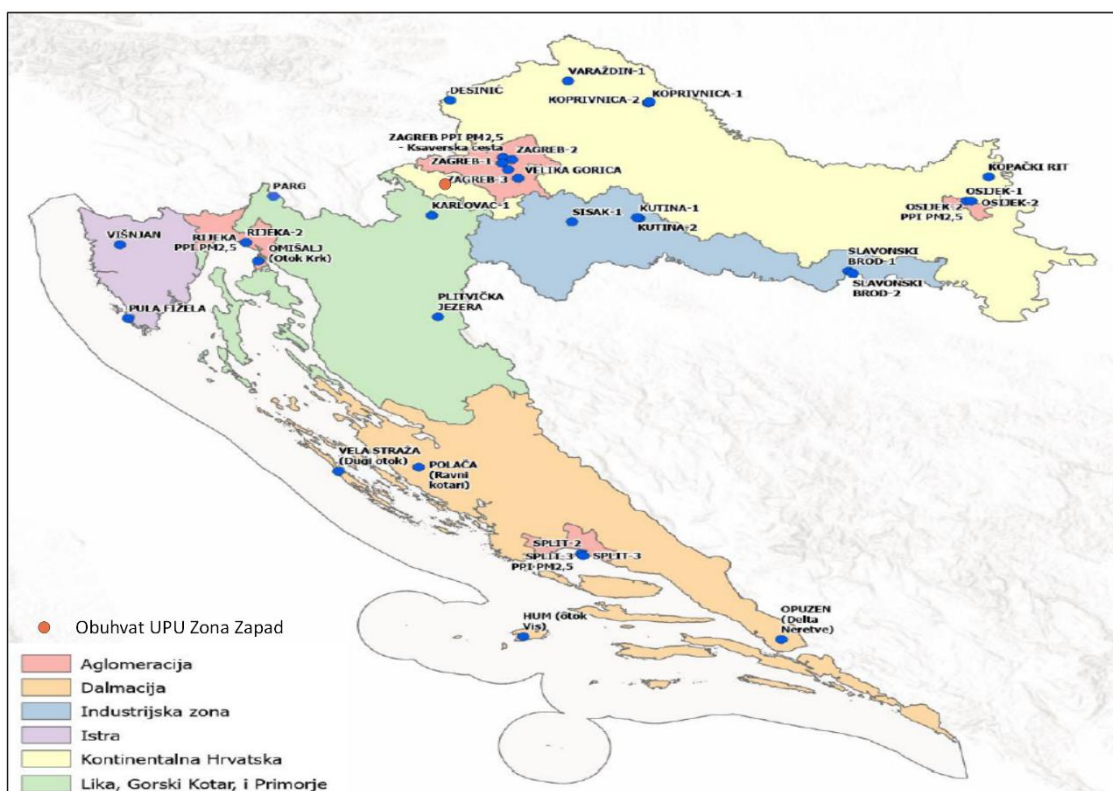 VARAŽDIN-1
DESINIĆ
KOPRIVNICA-1
KOPRIVNICA-2
ZAGREB PPI PM2,5
- Ksaverska cesta
ZAGREB-2
ZAGREB-1
VELIKA GORICA
ZAGREB-3
KOPAČKI RIT
OSIJEK-1
OSIJEK-2
PPI PM2,5
OSIJEK-2
PARG
KARLOVAC-1
SISAK-1
KUTINA-1
KUTINA-2
VIŠNJAN
RIJEKA
PPI PM2,5
RIJEKA-2
OMIŠALJ
(Otok Krk)
SLAVONSKI
BROD-1
SLAVONSKI
BROD-2
PULA FIŽELA
PLITVIČKA
JEZERA
VELA STRAŽA
(Dugi otok)
POLAČA
(Ravni
kotari)
SPLIT-2
SPLIT-3
PPI PM2,5
SPLIT-3
HUM (otok
Vis)
OPUZEN
(Delta
Neretve)
Obuhvat UPU Zona Zapad
Aglomeracija
Dalmacija
Industrijska zona
Istra
Kontinentalna Hrvatska
Lika, Gorski Kotar, i Primorje